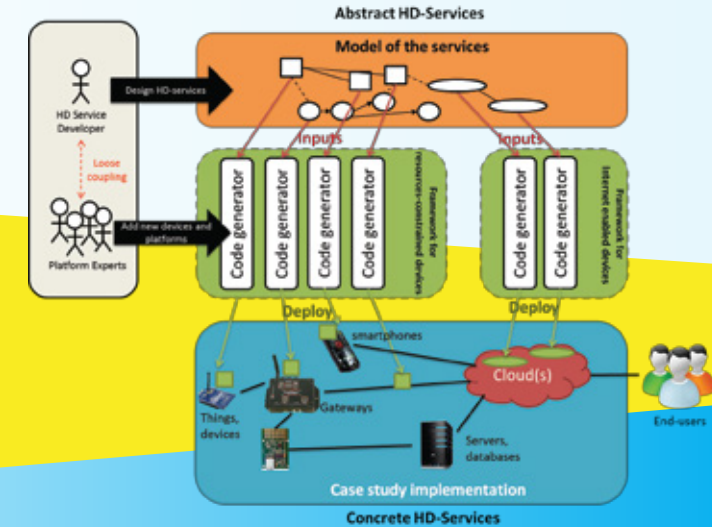 Abstract HD-Services
Model of the services
Design HD-services
HD Service
Developer
Loose
coupling
Platform Experts
Add new devices and
platforms
Inputs
Inputs
Code generator
Code generator
Code generator
Code generator
Framework for
resources-constrained devices
Code generator
Code generator
Framework for
Internet enabled devices
Deploy
Deploy
smartphones
Cloud(s)
Things,
devices
Gateways
Servers,
databases
End-users
Case study implementation
Concrete HD-Services